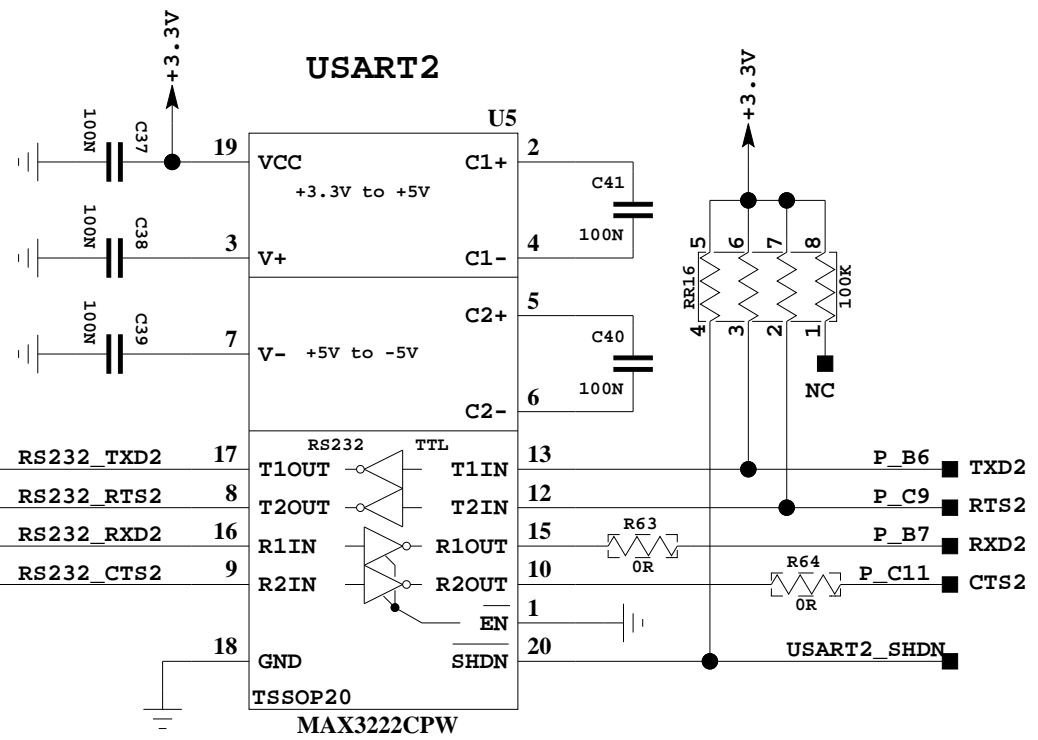 +3.3V
USART2
+3.3V
U5
100N
C37
19
VCC
C1+
2
+3.3V to +5V
C41
100N
100N
C38
3
V+
C1-
4
5
6
7
8
RR16
100K
4
3
2
1
NC
100N
C39
7
V-
+5V to -5V
C2+
5
C40
100N
C2-
6
RS232
TTL
RS232_TXD2
17
T1OUT
T1IN
13
P_B6
TXD2
RS232_RTS2
8
T2OUT
T2IN
12
P_C9
RTS2
RS232_RXD2
16
R1IN
R1OUT
15
R63
0R
P_B7
RXD2
RS232_CTS2
9
R2IN
R2OUT
10
R64
0R
P_C11
CTS2
EN
1
18
GND
SHDN
20
USART2_SHDN
TSSOP20
MAX3222CPW